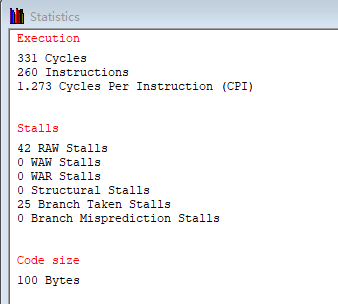 Statistics
Execution
331 Cycles
260 Instructions
1.273 Cycles Per Instruction (CPI)
Stalls
42 RAW Stalls
0 WAW Stalls
0 WAR Stalls
0 Structural Stalls
25 Branch Taken Stalls
0 Branch Misprediction Stalls
Code size
100 Bytes